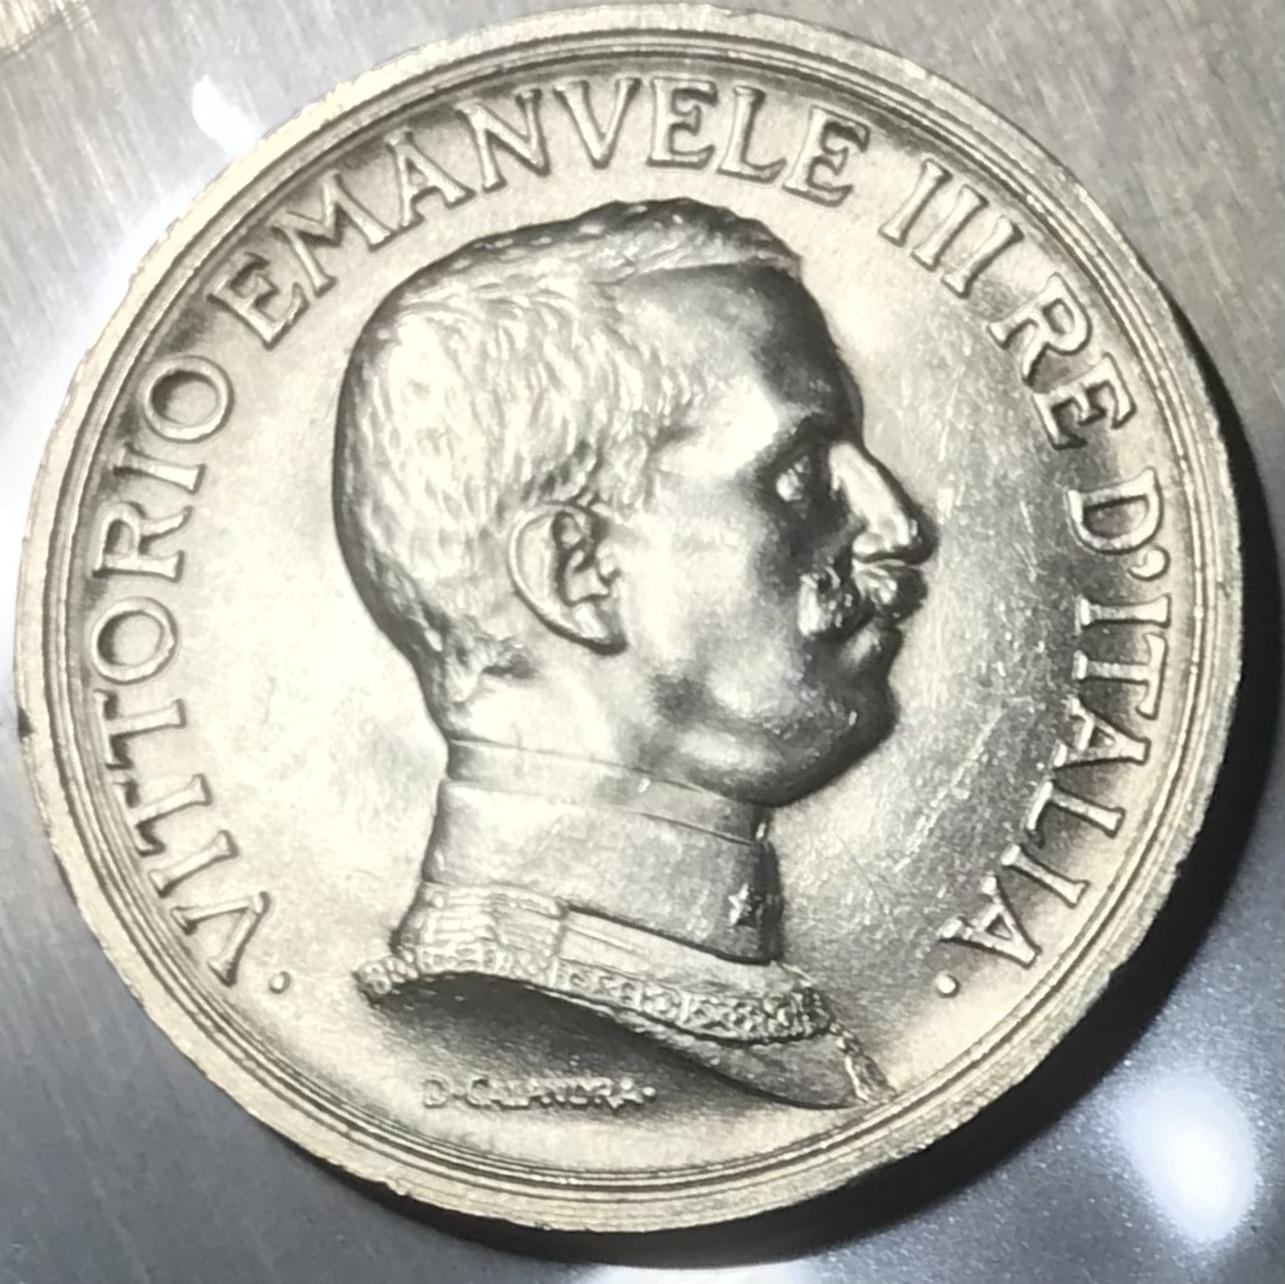 · VITTORIO EMANVELE III RE D'ITALIA ·
D·CALANDRA·